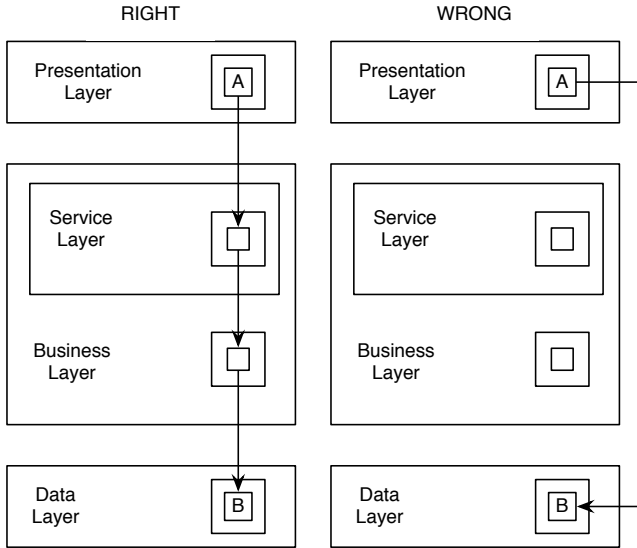 RIGHT
WRONG
Presentation
Layer
A
Presentation
Layer
A
Service
Layer
Service
Layer
Business
Layer
Business
Layer
Data
Layer
B
Data
Layer
B